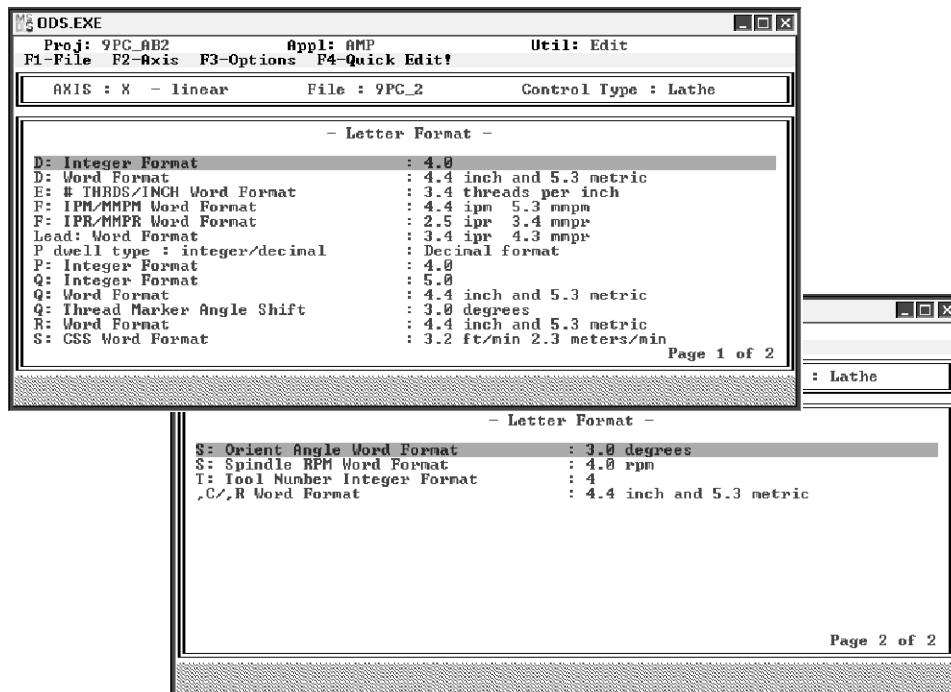 ODS.EXE
Proj: 9PC_AB2 Appl: AMP Util: Edit
F1-File F2-Axis F3-Options F4-Quick Edit!
AXIS : X - linear File : 9PC_2 Control Type : Lathe
- Letter Format -
D: Integer Format : 4.0
D: Word Format : 4.4 inch and 5.3 metric
E: # THRDS/INCH Word Format : 3.4 threads per inch
F: IPM/MMPM Word Format : 4.4 ipm 5.3 mmpm
F: IPR/MMPR Word Format : 2.5 ipr 3.4 mmpr
Lead: Word Format : 3.4 ipr 4.3 mmpr
P dwell type : integer/decimal : Decimal format
P: Integer Format : 4.0
Q: Integer Format : 5.0
Q: Word Format : 4.4 inch and 5.3 metric
Q: Thread Marker Angle Shift : 3.0 degrees
R: Word Format : 4.4 inch and 5.3 metric
S: CSS Word Format : 3.2 ft/min 2.3 meters/min
Page 1 of 2
: Lathe
- Letter Format -
S: Orient Angle Word Format : 3.0 degrees
S: Spindle RPM Word Format : 4.0 rpm
T: Tool Number Integer Format : 4
,C/,R Word Format : 4.4 inch and 5.3 metric
Page 2 of 2